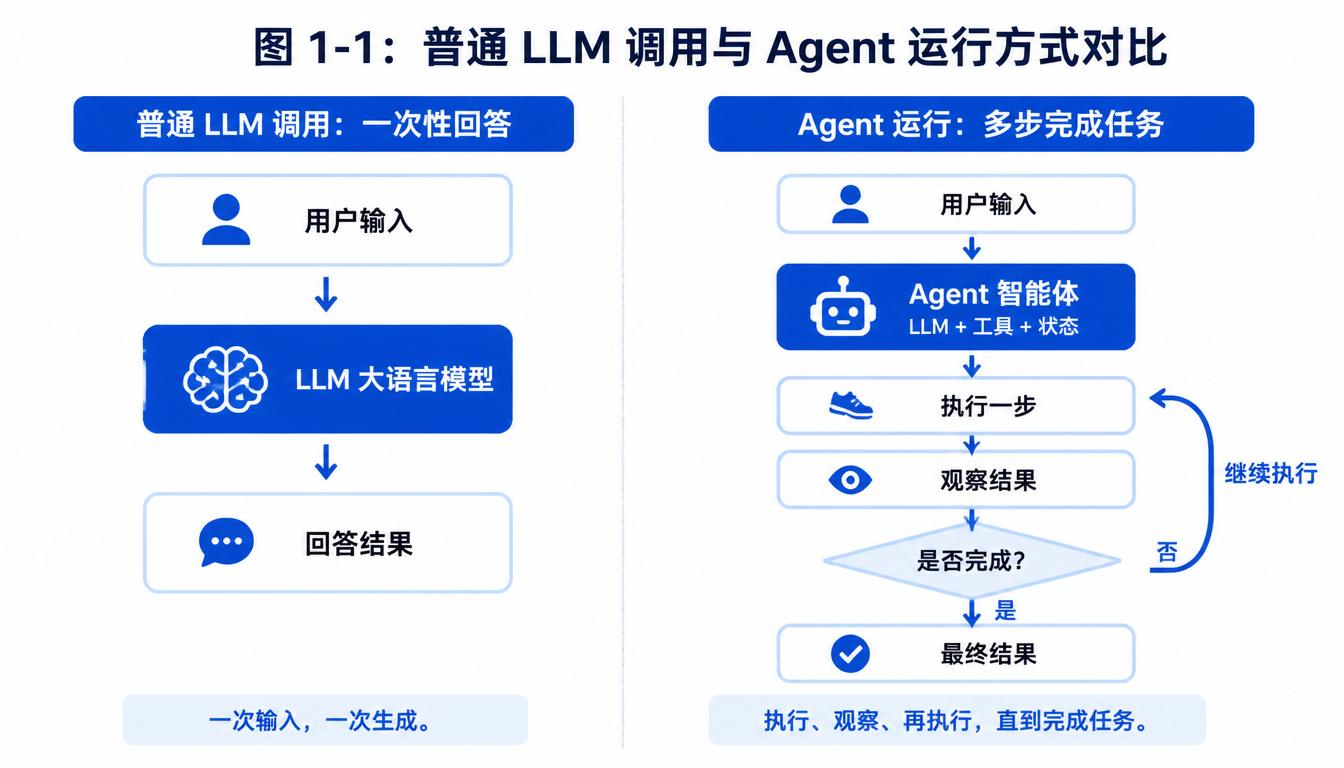 图 1-1：普通 LLM 调用与 Agent 运行方式对比
普通 LLM 调用：一次性回答
用户输入
LLM 大语言模型
回答结果
一次输入，一次生成。
Agent 运行：多步完成任务
用户输入
Agent 智能体
LLM + 工具 + 状态
执行一步
观察结果
是否完成？
否
继续执行
是
最终结果
执行、观察、再执行，直到完成任务。